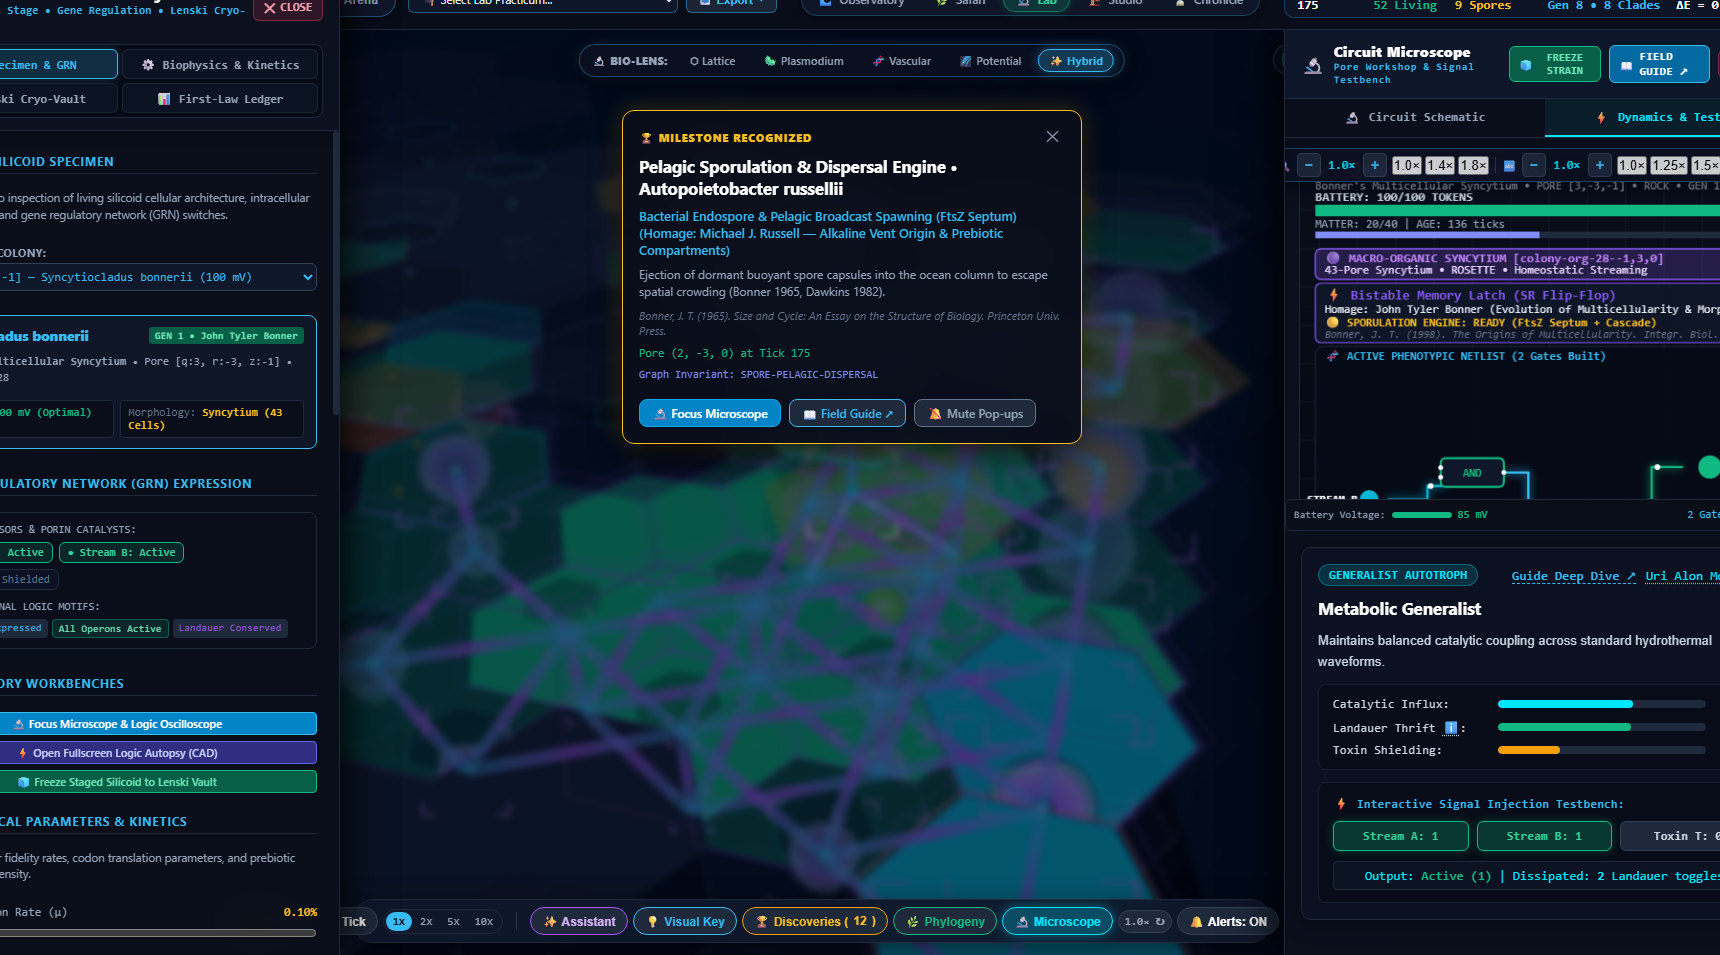 Stage • Gene Regulation • Lenski Cryo-
CLOSE
ecimen & GRN
Biophysics & Kinetics
ki Cryo-Vault
First-Law Ledger
ILICOID SPECIMEN
o inspection of living silicoid cellular architecture, intracellular
and gene regulatory network (GRN) switches.
COLONY:
-1] — Syncytiocladus bonnerii (100 mV)
adus bonnerii
GEN 1 • John Tyler Bonner
lticellular Syncytium • Pore [q:3, r:-3, z:-1] •
28
00 mV (Optimal)
Morphology: Syncytium (43
Cells)
ULATORY NETWORK (GRN) EXPRESSION
SORS & PORIN CATALYSTS:
Active
• Stream B: Active
Shielded
NAL LOGIC MOTIFS:
xpressed
All Operons Active
Landauer Conserved
ORY WORKBENCHES
Focus Microscope & Logic Oscilloscope
Open Fullscreen Logic Autopsy (CAD)
Freeze Staged Silicoid to Lenski Vault
CAL PARAMETERS & KINETICS
r fidelity rates, codon translation parameters, and prebiotic
ensity.
on Rate (μ)
0.10%
Arena
Select Lab Practicum...
Export
Observatory
Safari
Lab
Studio
Chronicle
BIO-LENS:
Lattice
Plasmodium
Vascular
Potential
Hybrid
MILESTONE RECOGNIZED
Pelagic Sporulation & Dispersal Engine •
Autopoietobacter russellii
Bacterial Endospore & Pelagic Broadcast Spawning (FtsZ Septum)
(Homage: Michael J. Russell — Alkaline Vent Origin & Prebiotic
Compartments)
Ejection of dormant buoyant spore capsules into the ocean column to escape
spatial crowding (Bonner 1965, Dawkins 1982).
Bonner, J. T. (1965). Size and Cycle: An Essay on the Structure of Biology. Princeton Univ.
Press.
Pore (2, -3, 0) at Tick 175
Graph Invariant: SPORE-PELAGIC-DISPERSAL
Focus Microscope
Field Guide ↗
Mute Pop-ups
Tick
1x
2x
5x
10x
Assistant
Visual Key
Discoveries ( 12 )
Phylogeny
Microscope
1.0× ↻
Alerts: ON
175
52 Living
9 Spores
Gen 8 • 8 Clades
ΔE = 0
Circuit Microscope
Pore Workshop & Signal
Testbench
FREEZE
STRAIN
FIELD
GUIDE ↗
Circuit Schematic
Dynamics & Test
− 1.0× + 1.0× 1.4× 1.8×
− 1.0× + 1.0× 1.25× 1.5×
Bonner's Multicellular Syncytium • PORE [3,-3,-1] • ROCK • GEN 1
BATTERY: 100/100 TOKENS
MATTER: 20/40 | AGE: 136 ticks
MACRO-ORGANIC SYNCYTIUM [colony-org-28--1,3,0]
43-Pore Syncytium • ROSETTE • Homeostatic Streaming
Bistable Memory Latch (SR Flip-Flop)
Homage: John Tyler Bonner (Evolution of Multicellularity & Morp
SPORULATION ENGINE: READY (FtsZ Septum + Cascade)
Bonner, J. T. (1998). The Origins of Multicellularity. Integr. Biol.
ACTIVE PHENOTYPIC NETLIST (2 Gates Built)
AND
STREAM B
Battery Voltage:
85 mV
2 Gate
GENERALIST AUTOTROPH
Guide Deep Dive ↗
Uri Alon Mo
Metabolic Generalist
Maintains balanced catalytic coupling across standard hydrothermal
waveforms.
Catalytic Influx:
Landauer Thrift i :
Toxin Shielding:
Interactive Signal Injection Testbench:
Stream A: 1
Stream B: 1
Toxin T: 0
Output: Active (1) | Dissipated: 2 Landauer toggles